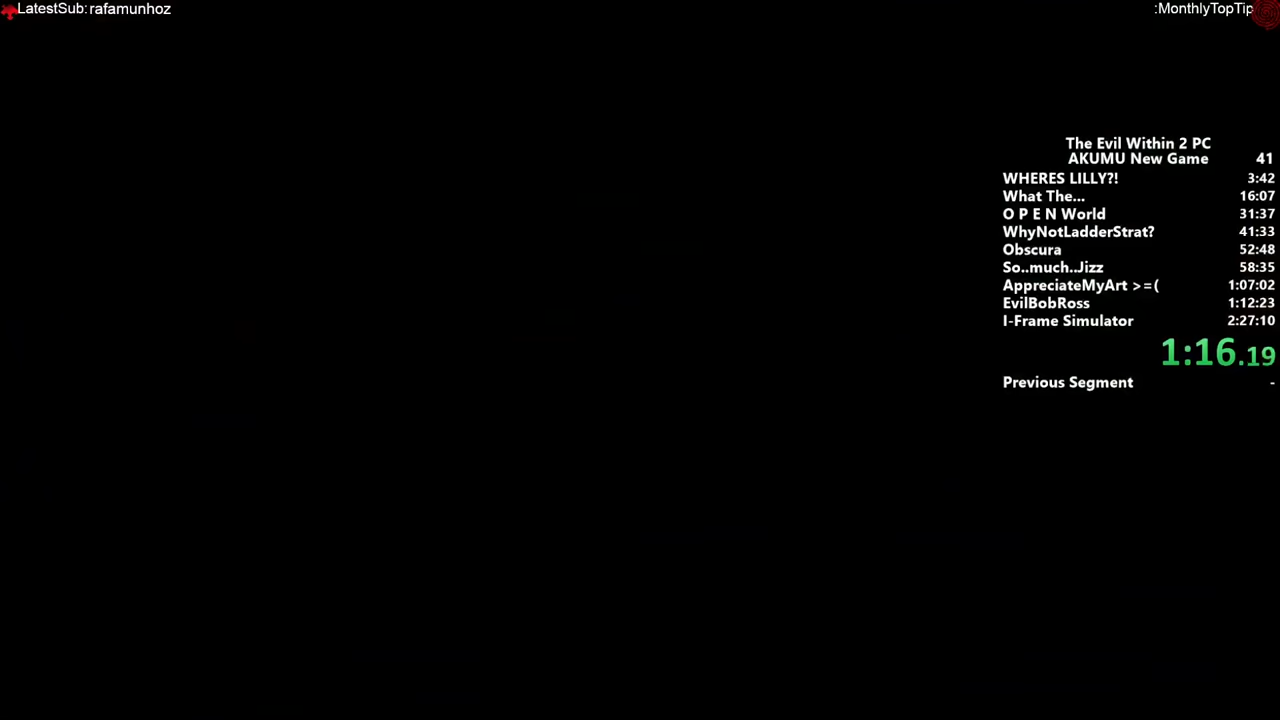 LatestSub: rafamunhoz
:MonthlyTopTip
The Evil Within 2 PC
AKUMU New Game 41
WHERES LILLY?! 3:42
What The... 16:07
O P E N World 31:37
WhyNotLadderStrat? 41:33
Obscura 52:48
So..much..Jizz 58:35
AppreciateMyArt >=( 1:07:02
EvilBobRoss 1:12:23
I-Frame Simulator 2:27:10
1:16.19
Previous Segment -